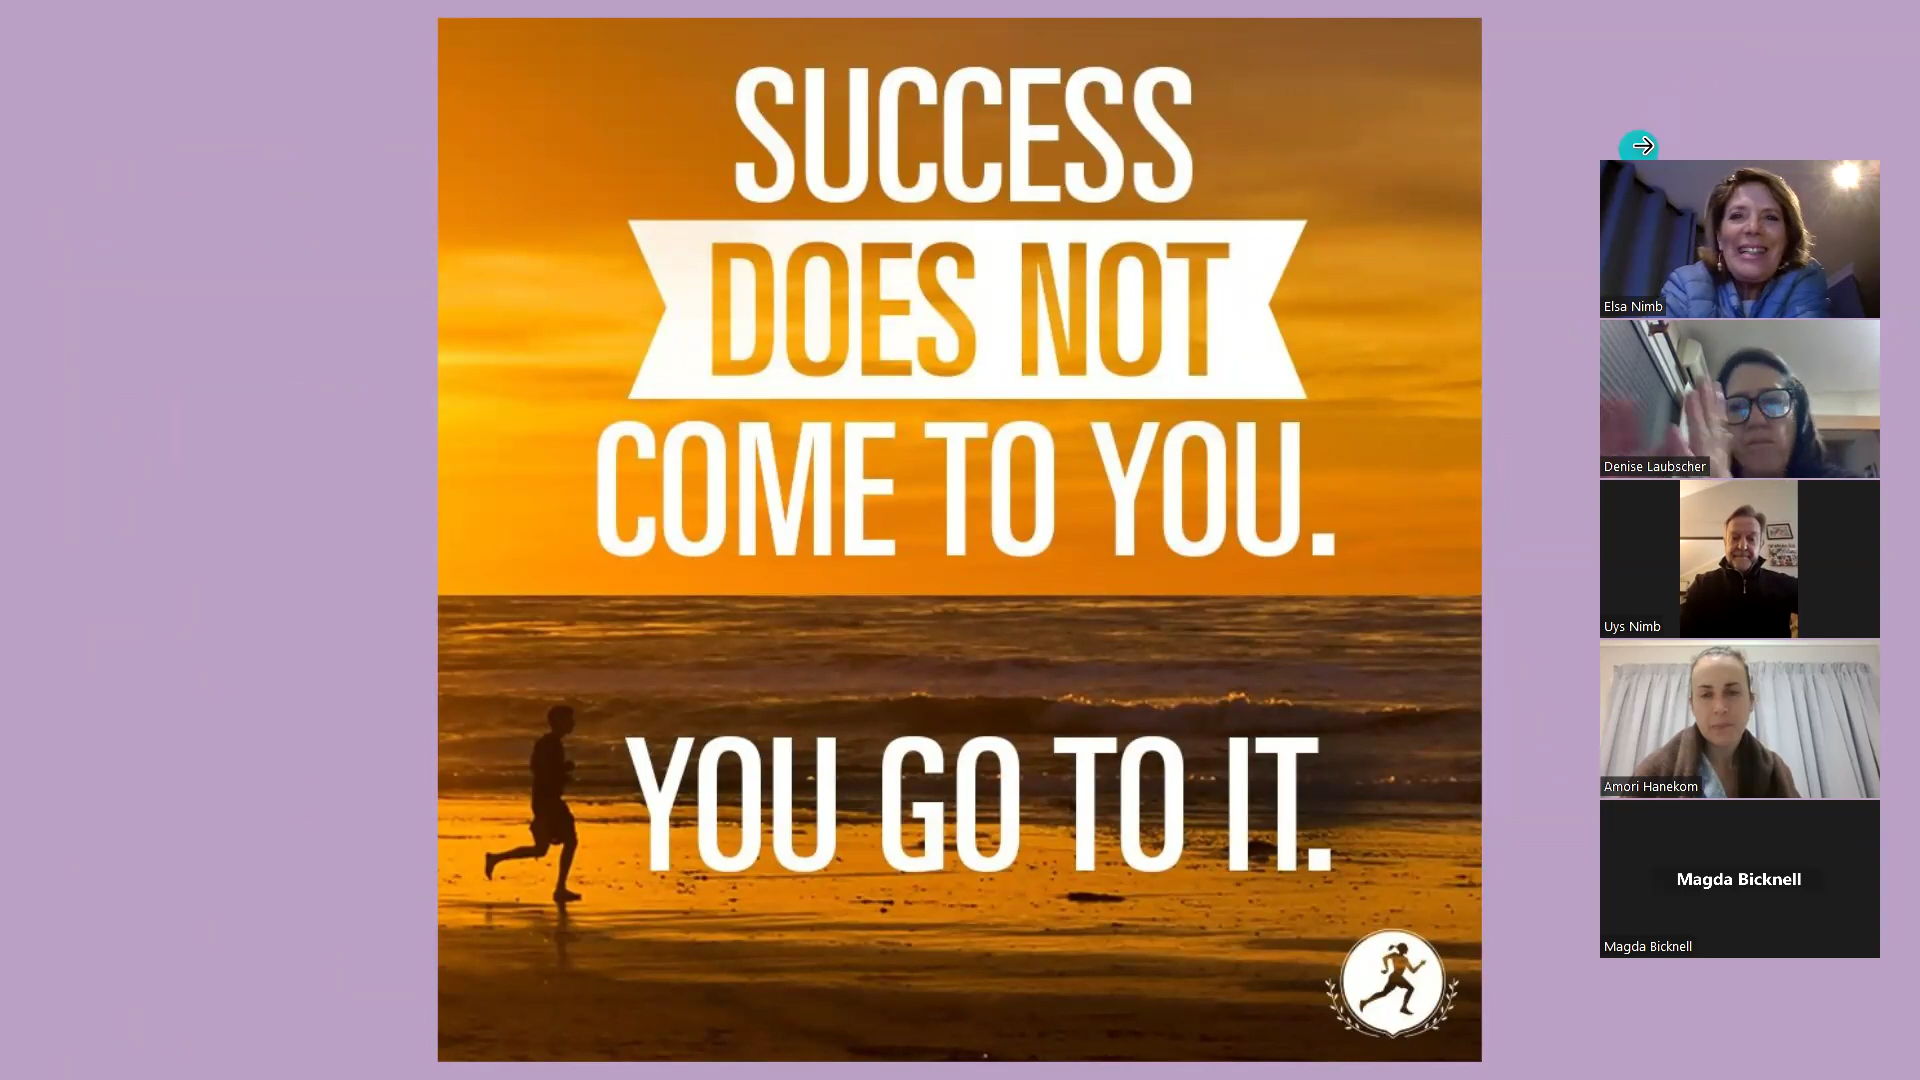 SUCCESS
DOES NOT
COME TO YOU.
YOU GO TO IT.
Elsa Nimb
Denise Laubscher
Uys Nimb
Amori Hanekom
Magda Bicknell
Magda Bicknell